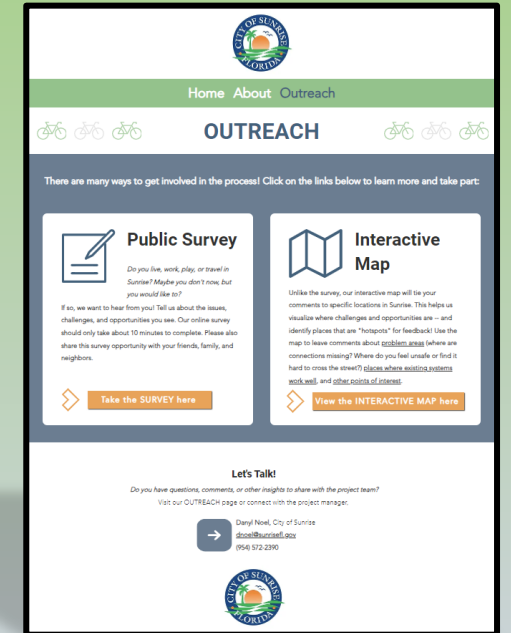 CITY OF SUNRISE
FLORIDA
Home About Outreach
OUTREACH
There are many ways to get involved in the process! Click on the links below to learn more and take part:
Public Survey
Do you live, work, play, or travel in
Sunrise? Maybe you don't now, but
you would like to?
If so, we want to hear from you! Tell us about the issues,
challenges, and opportunities you see. Our online survey
should only take about 10 minutes to complete. Please also
share this survey opportunity with your friends, family, and
neighbors.
Take the SURVEY here
Interactive
Map
Unlike the survey, our interactive map will tie your
comments to specific locations in Sunrise. This helps us
visualize where challenges and opportunities are – and
identify places that are "hotspots" for feedback! Use the
map to leave comments about problem areas (where are
connections missing? Where do you feel unsafe or find it
hard to cross the street?) places where existing systems
work well, and other points of interest.
View the INTERACTIVE MAP here
Let's Talk!
Do you have questions, comments, or other insights to share with the project team?
Visit our OUTREACH page or connect with the project manager.
Danyl Noel, City of Sunrise
dnoel@sunrisefl.gov
(954) 572-2390
CITY OF SUNRISE
FLORIDA